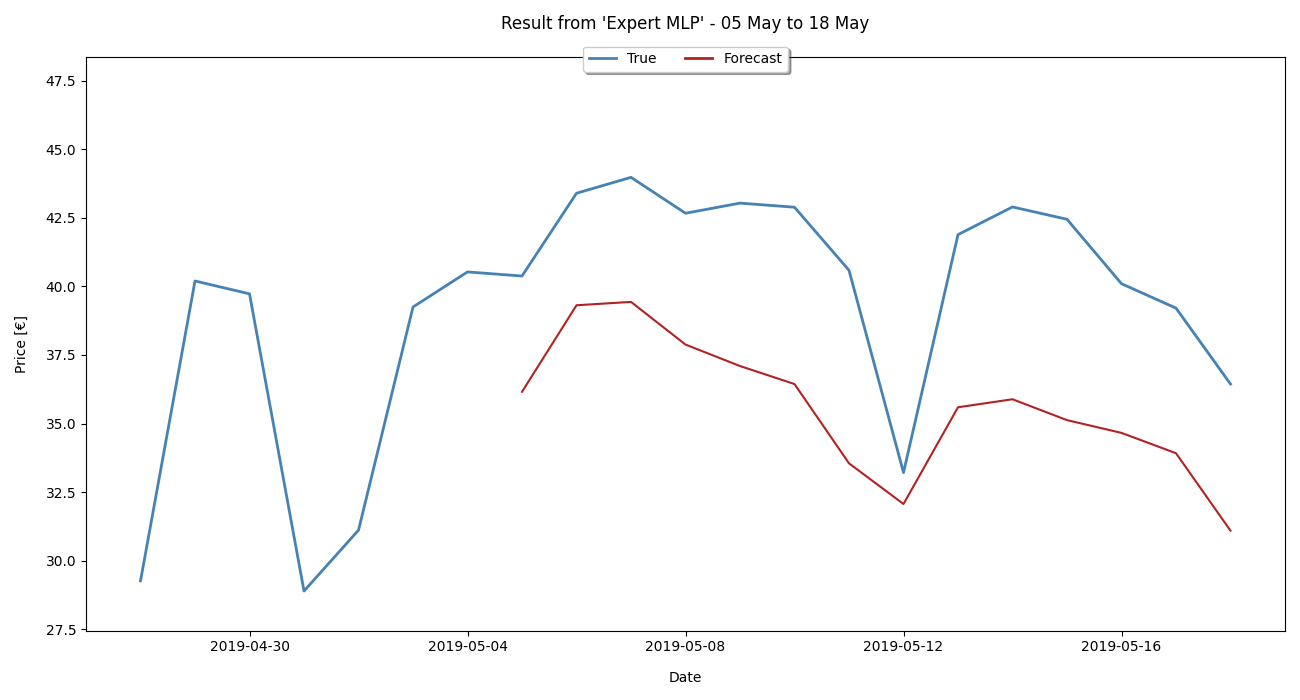 Result from 'Expert MLP' - 05 May to 18 May
True
Forecast
47.5
45.0
42.5
40.0
37.5
35.0
32.5
30.0
27.5
Price [€]
2019-04-30
2019-05-04
2019-05-08
2019-05-12
2019-05-16
Date